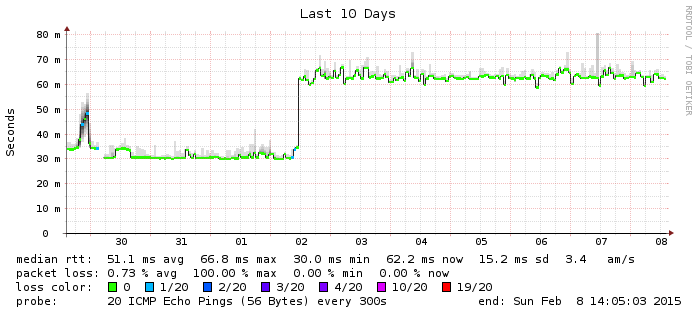 Last 10 Days
RRDTOOL / TOBI OETIKER
Seconds
80 m
70 m
60 m
50 m
40 m
30 m
20 m
10 m
0
30 31 01 02 03 04 05 06 07 08
median rtt: 51.1 ms avg 66.8 ms max 30.0 ms min 62.2 ms now 15.2 ms sd 3.4 am/s
packet loss: 0.73 % avg 100.00 % max 0.00 % min 0.00 % now
loss color: 0 1/20 2/20 3/20 4/20 10/20 19/20
probe: 20 ICMP Echo Pings (56 Bytes) every 300s end: Sun Feb 8 14:05:03 2015